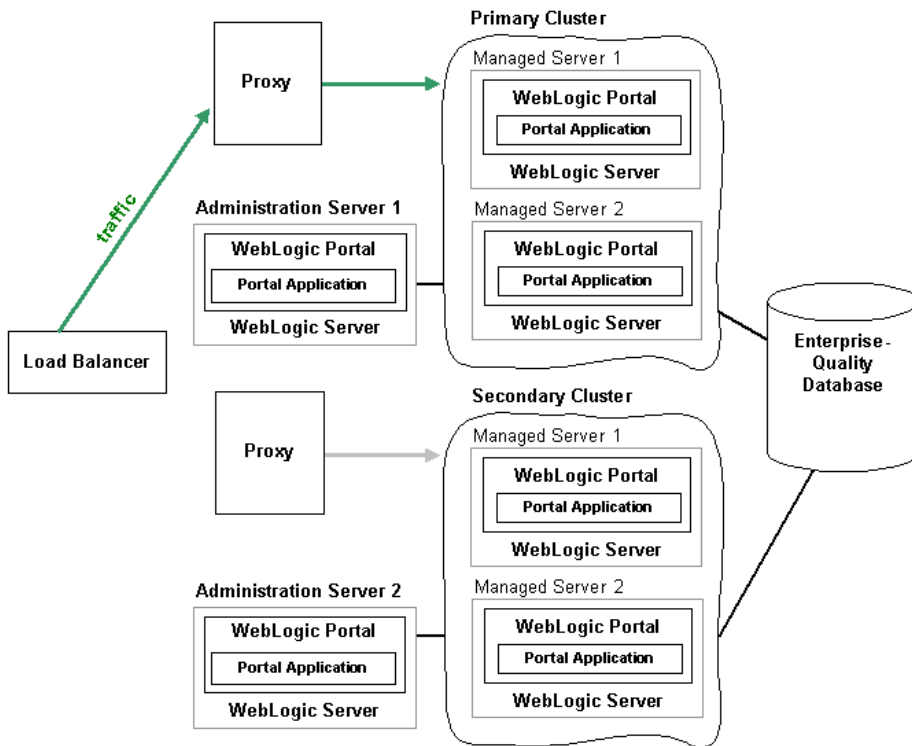 Primary Cluster
Managed Server 1
Proxy
WebLogic Portal
Portal Application
WebLogic Server
traffic
Administration Server 1
WebLogic Portal
Portal Application
WebLogic Server
Managed Server 2
WebLogic Portal
Portal Application
WebLogic Server
Load Balancer
Enterprise-
Quality
Database
Secondary Cluster
Managed Server 1
Proxy
WebLogic Portal
Portal Application
WebLogic Server
Administration Server 2
WebLogic Portal
Portal Application
WebLogic Server
Managed Server 2
WebLogic Portal
Portal Application
WebLogic Server